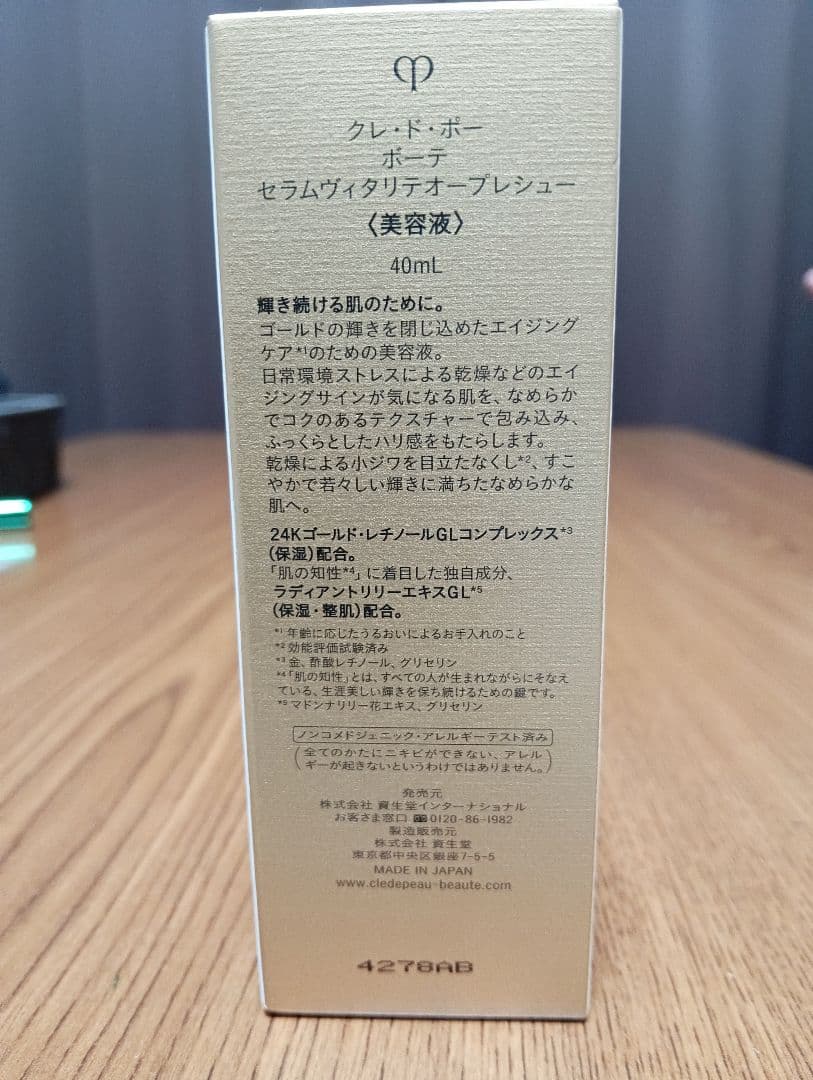 クレ・ド・ポー
ボーテ
セラムヴィタリテオープレシュー
〈美容液〉
40mL
輝き続ける肌のために。
ゴールドの輝きを閉じ込めたエイジング
ケア*1のための美容液。
日常環境ストレスによる乾燥などのエイ
ジングサインが気になる肌を、なめらか
でコクのあるテクスチャーで包み込み、
ふっくらとしたハリ感をもたらします。
乾燥による小ジワを目立たなくし*2、すこ
やかで若々しい輝きに満ちたなめらかな
肌へ。
24Kゴールド・レチノールGLコンプレックス*3
(保湿)配合。
「肌の知性*4」に着目した独自成分、
ラディアントリリーエキスGL*5
(保湿・整肌)配合。
*1 年齢に応じたうるおいによるお手入れのこと
*2 効能評価試験済み
*3 金、酢酸レチノール、グリセリン
*4「肌の知性」とは、すべての人が生まれながらにそなえ
ている、生涯美しい輝きを保ち続けるための鍵です。
*5 マドンナリリー花エキス、グリセリン
ノンコメドジェニック・アレルギーテスト済み
(全てのかたにニキビができない、アレル
ギーが起きないというわけではありません。)
発売元
株式会社 資生堂インターナショナル
お客さま窓口 0120-86-1982
製造販売元
株式会社 資生堂
東京都中央区銀座7-5-5
MADE IN JAPAN
www.cledepeau-beaute.com
4278AB